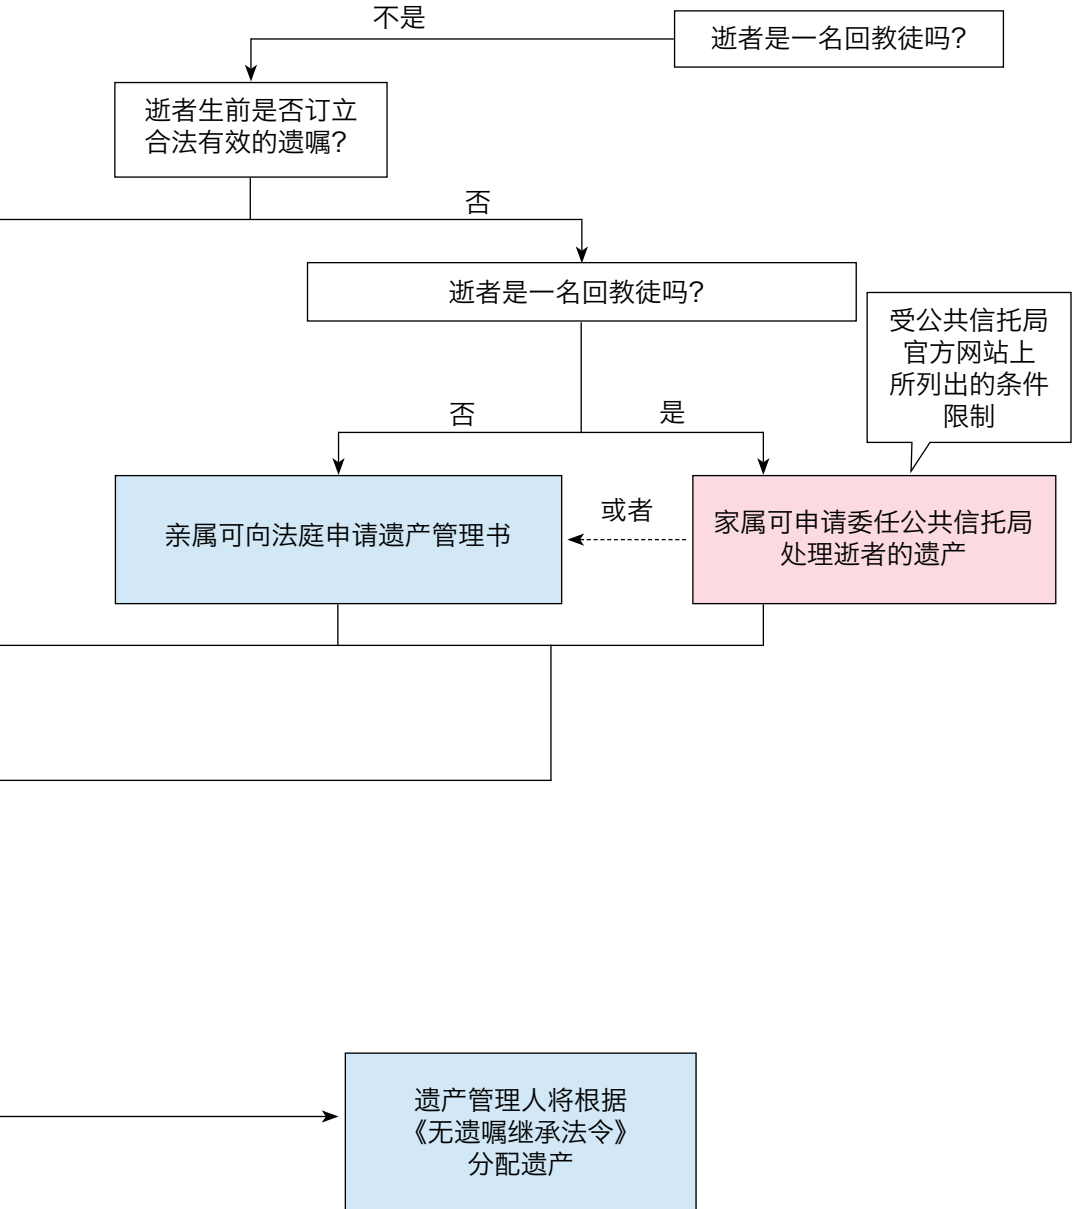 不是
逝者是一名回教徒吗?
逝者生前是否订立
合法有效的遗嘱?
否
逝者是一名回教徒吗?
受公共信托局
官方网站上
所列出的条件
限制
否
是
亲属可向法庭申请遗产管理书
或者
家属可申请委任公共信托局
处理逝者的遗产
遗产管理人将根据
《无遗嘱继承法令》
分配遗产